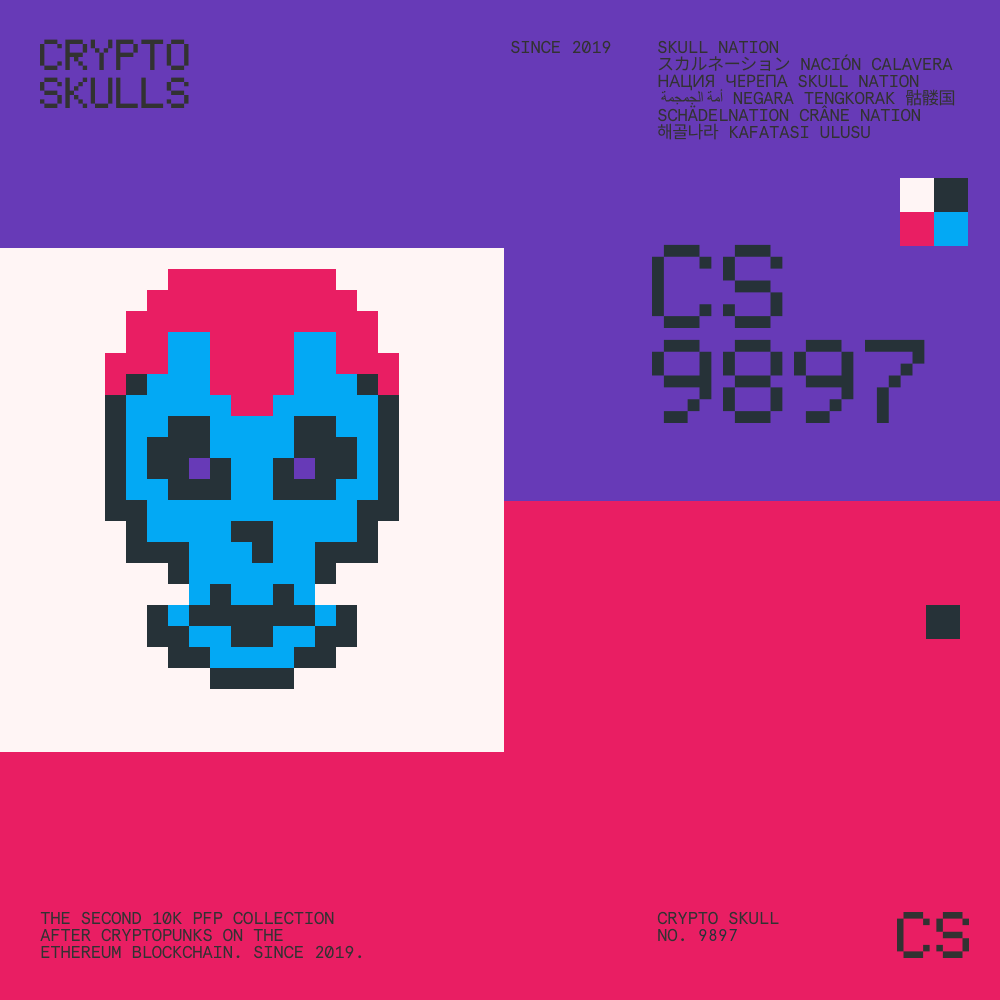 CRYPTO
SKULLS
SINCE 2019
SKULL NATION
スカルネーション NACIÓN CALAVERA
НАЦИЯ ЧЕРЕПА SKULL NATION
أمة الجمجمة NEGARA TENGKORAK 骷髅国
SCHÄDELNATION CRÂNE NATION
해골나라 KAFATASI ULUSU
CS
9897
THE SECOND 10K PFP COLLECTION
AFTER CRYPTOPUNKS ON THE
ETHEREUM BLOCKCHAIN. SINCE 2019.
CRYPTO SKULL
NO. 9897
CS